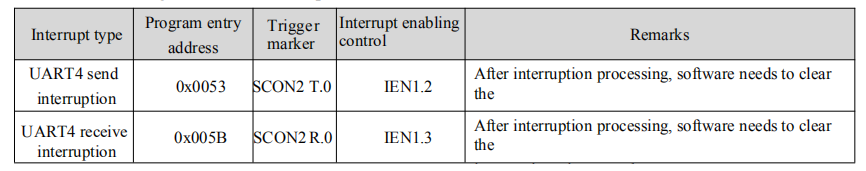 Interrupt type
Program entry address
Trigger marker
Interrupt enabling control
Remarks
UART4 send interruption
0x0053
SCON2 T.0
IEN1.2
After interruption processing, software needs to clear the
UART4 receive interruption
0x005B
SCON2 R.0
IEN1.3
After interruption processing, software needs to clear the